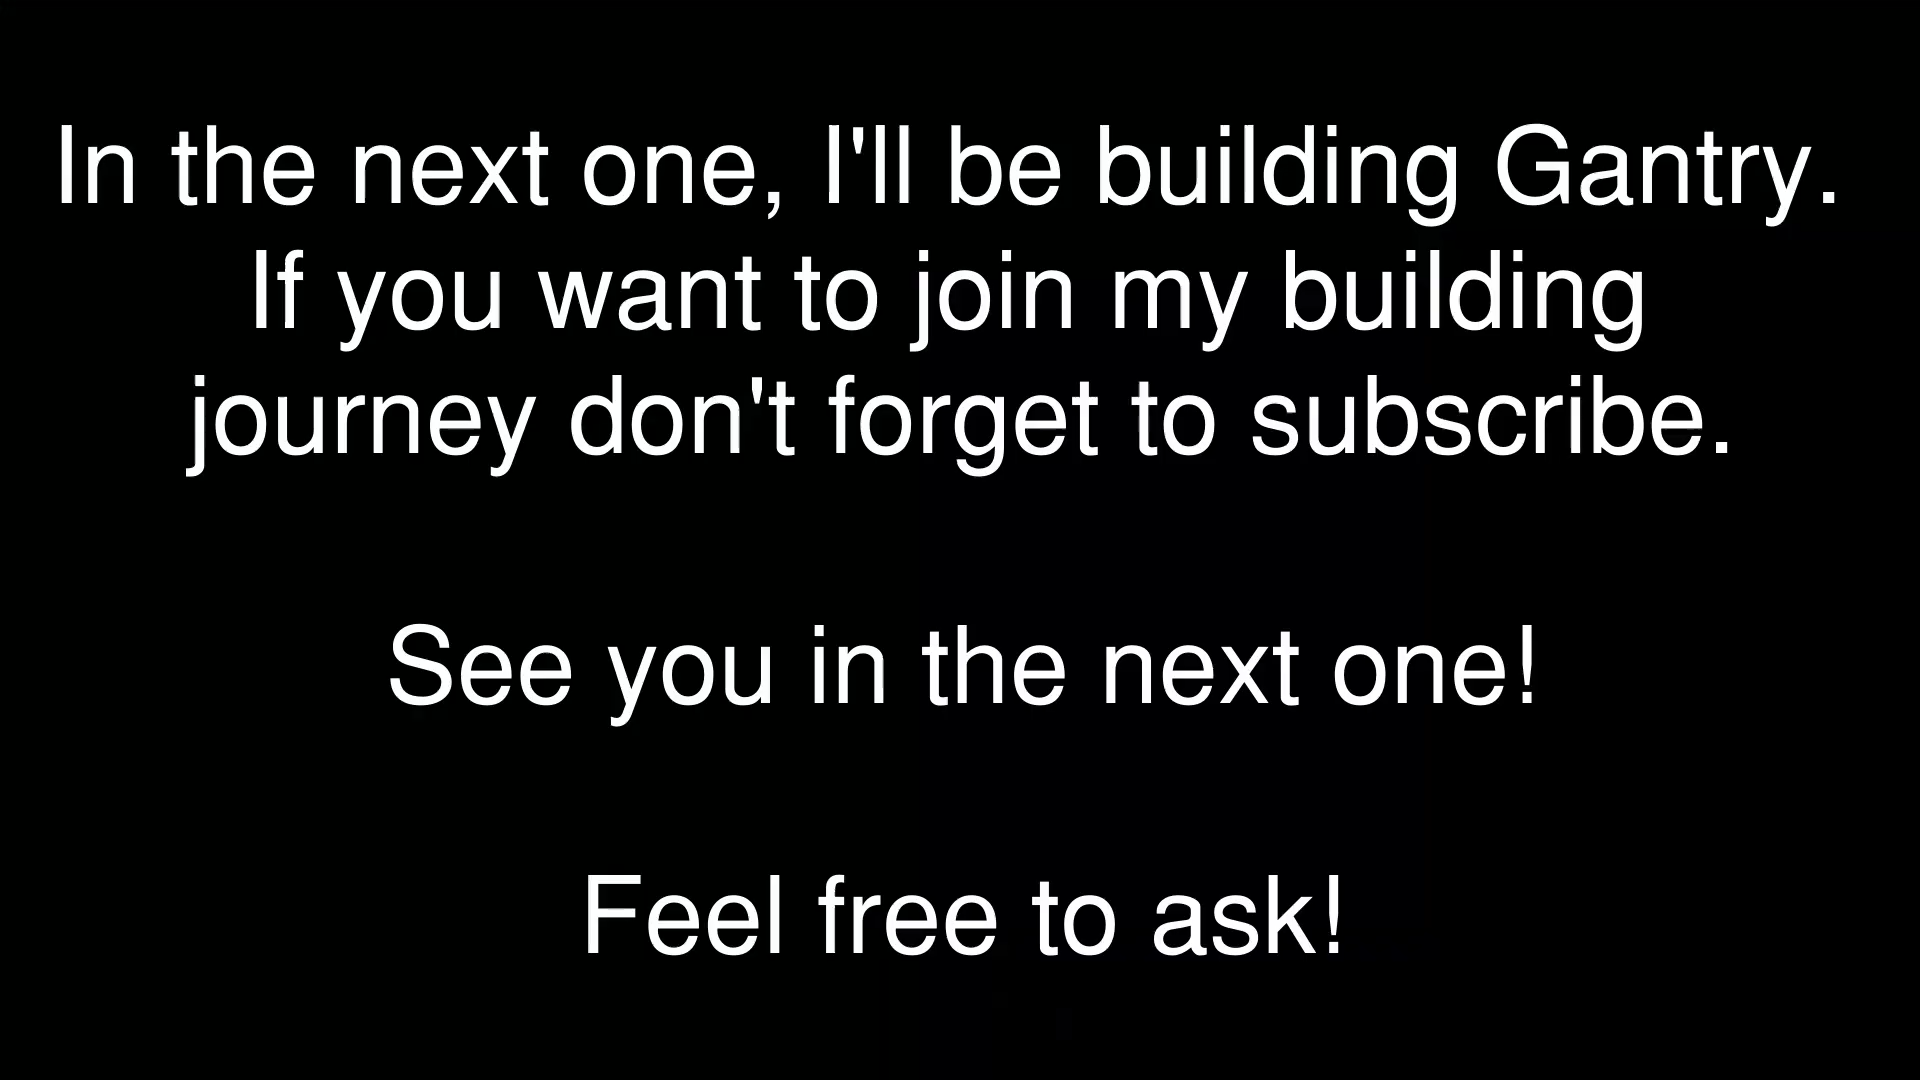 In the next one, I'll be building Gantry.
If you want to join my building
journey don't forget to subscribe.
See you in the next one!
Feel free to ask!